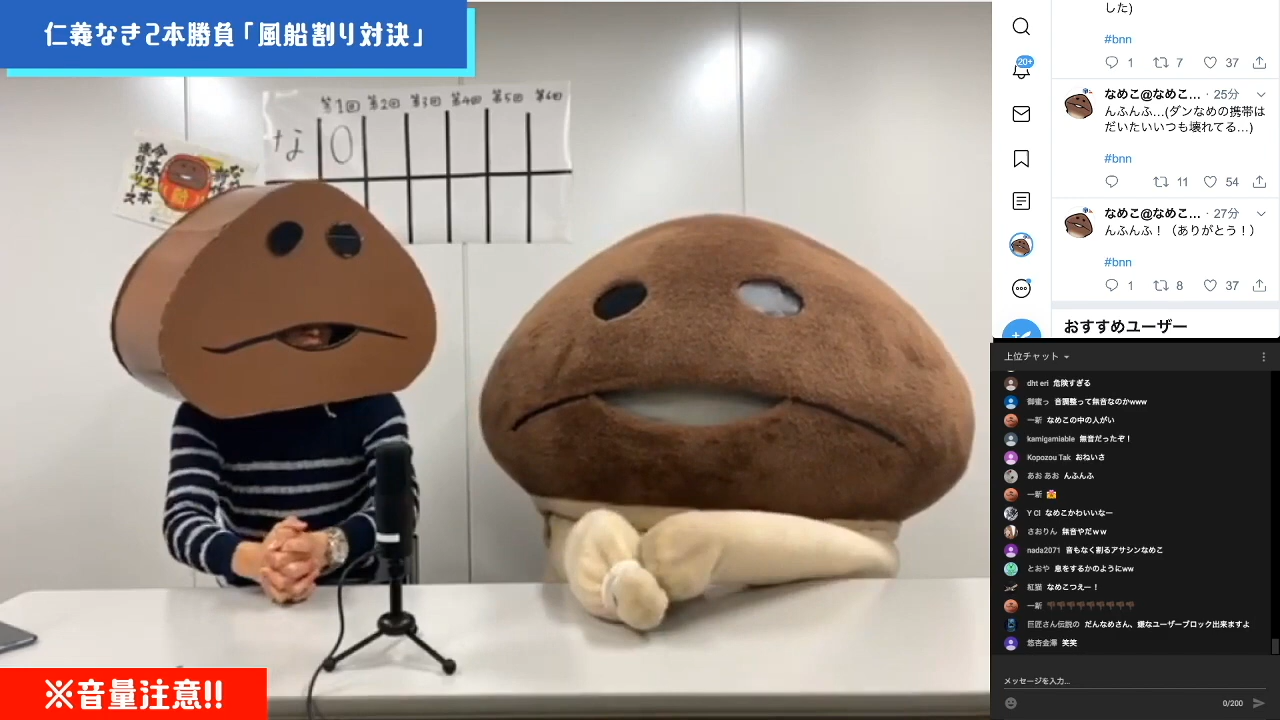 仁義なき2本勝負「風船割り対決」
第1回 第2回 第3回 第4回 第5回 第6回
な 0
※音量注意!!
した)
#bnn
1 7 37
20+
なめこ@なめこ… · 25分
んふんふ…(ダンなめの携帯は
だいたいいつも壊れてる…)
#bnn
11 54
なめこ@なめこ… · 27分
んふんふ！（ありがとう！）
#bnn
1 8 37
おすすめユーザー
上位チャット
dht eri 危険すぎる
御蜜っ 音調整って無音なのかwww
一新 なめこの中の人がい
kamigamiable 無音だったぞ！
Kopozou Tak おねいさ
あお あお んふんふ
一新
Y CI なめこかわいいなー
さおりん 無音やだｗｗ
nada2071 音もなく割るアサシンなめこ
とおや 息をするかのようにww
紅猫 なめこつえー！
一新
巨匠さん伝説の だんなめさん、嫌なユーザーブロック出来ますよ
悠杏金澤 笑笑
メッセージを入力...
0/200